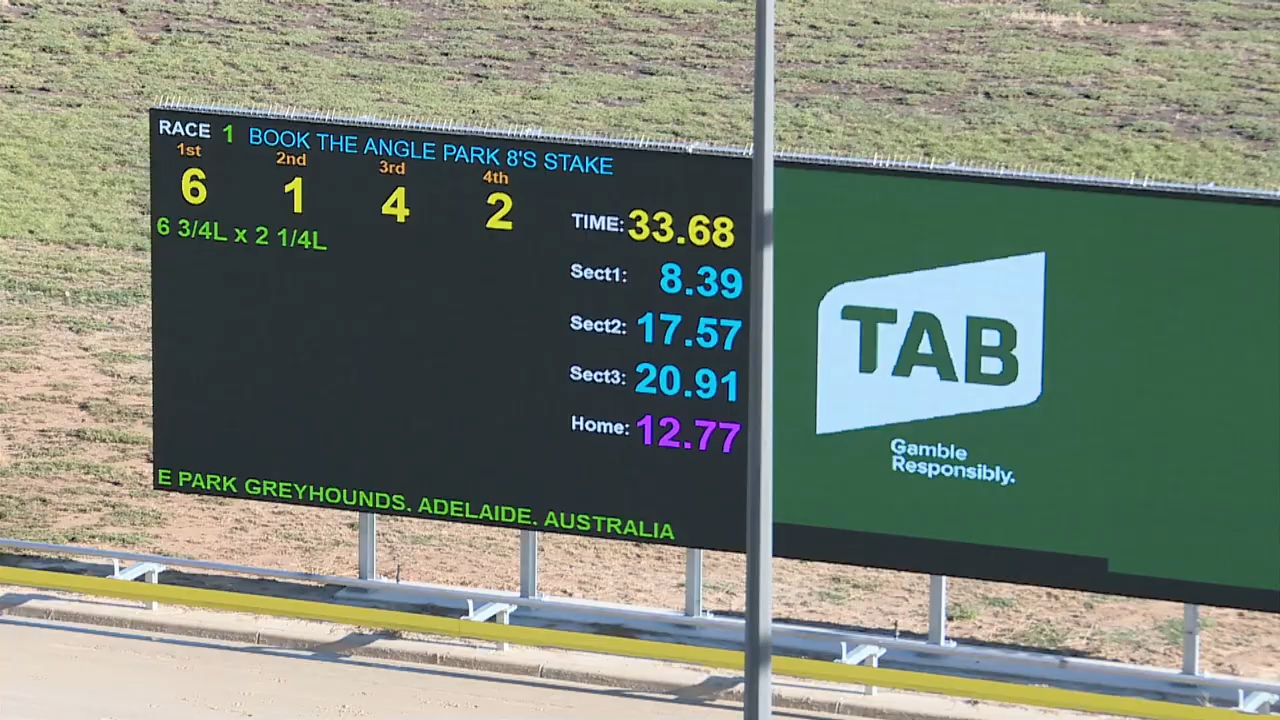 RACE 1 BOOK THE ANGLE PARK 8'S STAKE
1st 2nd 3rd 4th
6 1 4 2
6 3/4L x 2 1/4L
TIME: 33.68
Sect1: 8.39
Sect2: 17.57
Sect3: 20.91
Home: 12.77
E PARK GREYHOUNDS. ADELAIDE. AUSTRALIA
TAB
Gamble
Responsibly.